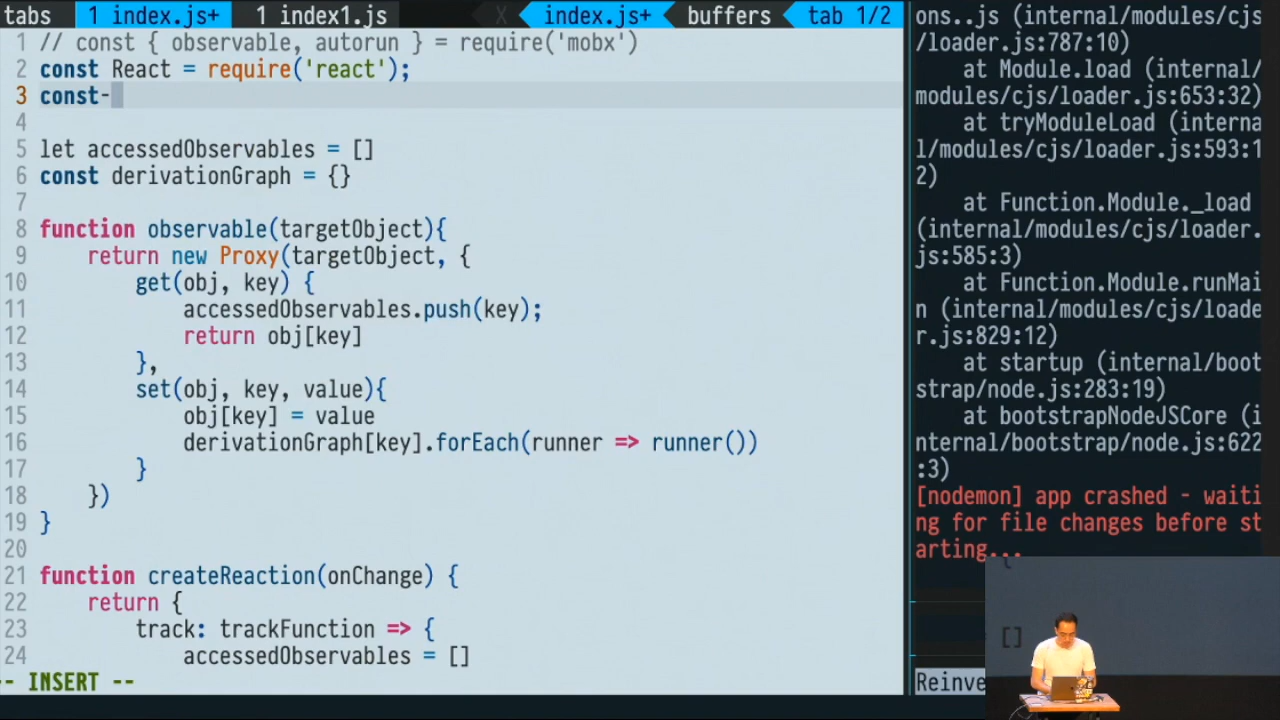 tabs 1 index.js+ 1 index1.js X index.js+ buffers tab 1/2
1 // const { observable, autorun } = require('mobx')
2 const React = require('react');
3 const-
4
5 let accessedObservables = []
6 const derivationGraph = {}
7
8 function observable(targetObject){
9 return new Proxy(targetObject, {
10 get(obj, key) {
11 accessedObservables.push(key);
12 return obj[key]
13 },
14 set(obj, key, value){
15 obj[key] = value
16 derivationGraph[key].forEach(runner => runner())
17 }
18 })
19 }
20
21 function createReaction(onChange) {
22 return {
23 track: trackFunction => {
24 accessedObservables = []
-- INSERT --
ons..js (internal/modules/cjs
/loader.js:787:10)
at Module.load (internal/
modules/cjs/loader.js:653:32)
at tryModuleLoad (interna
l/modules/cjs/loader.js:593:1
2)
at Function.Module._load
(internal/modules/cjs/loader.
js:585:3)
at Function.Module.runMai
n (internal/modules/cjs/loade
r.js:829:12)
at startup (internal/boot
strap/node.js:283:19)
at bootstrapNodeJSCore (i
nternal/bootstrap/node.js:622
:3)
[nodemon] app crashed - waiti
ng for file changes before st
arting...
{
[]
Reinve